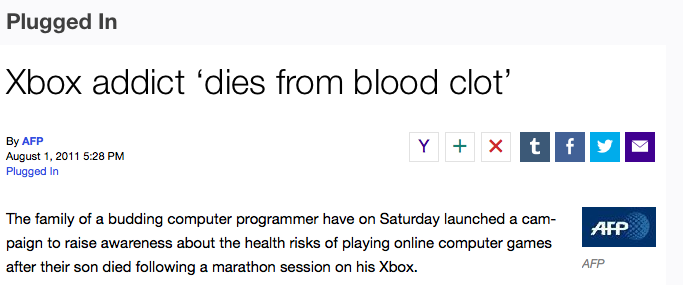 Plugged In
Xbox addict ‘dies from blood clot’
By AFP
August 1, 2011 5:28 PM
Plugged In
Y + × t f
The family of a budding computer programmer have on Saturday launched a cam-
paign to raise awareness about the health risks of playing online computer games
after their son died following a marathon session on his Xbox.
AFP
AFP